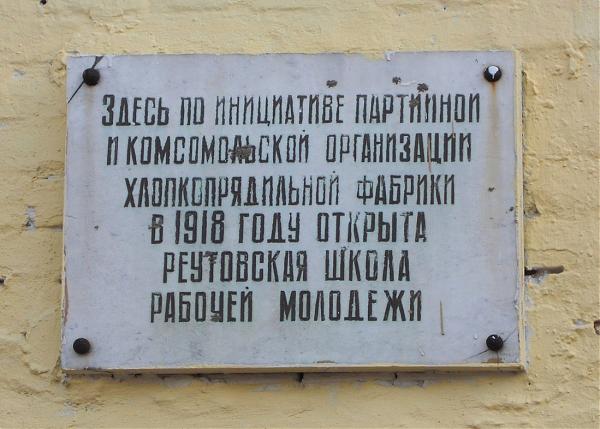 ЗДЕСЬ ПО ИНИЦИАТИВЕ ПАРТИЙНОЙ
И КОМСОМОЛЬСКОЙ ОРГАНИЗАЦИИ
ХЛОПКОПРЯДИЛЬНОЙ ФАБРИКИ
В 1918 ГОДУ ОТКРЫТА
РЕУТОВСКАЯ ШКОЛА
РАБОЧЕЙ МОЛОДЕЖИ